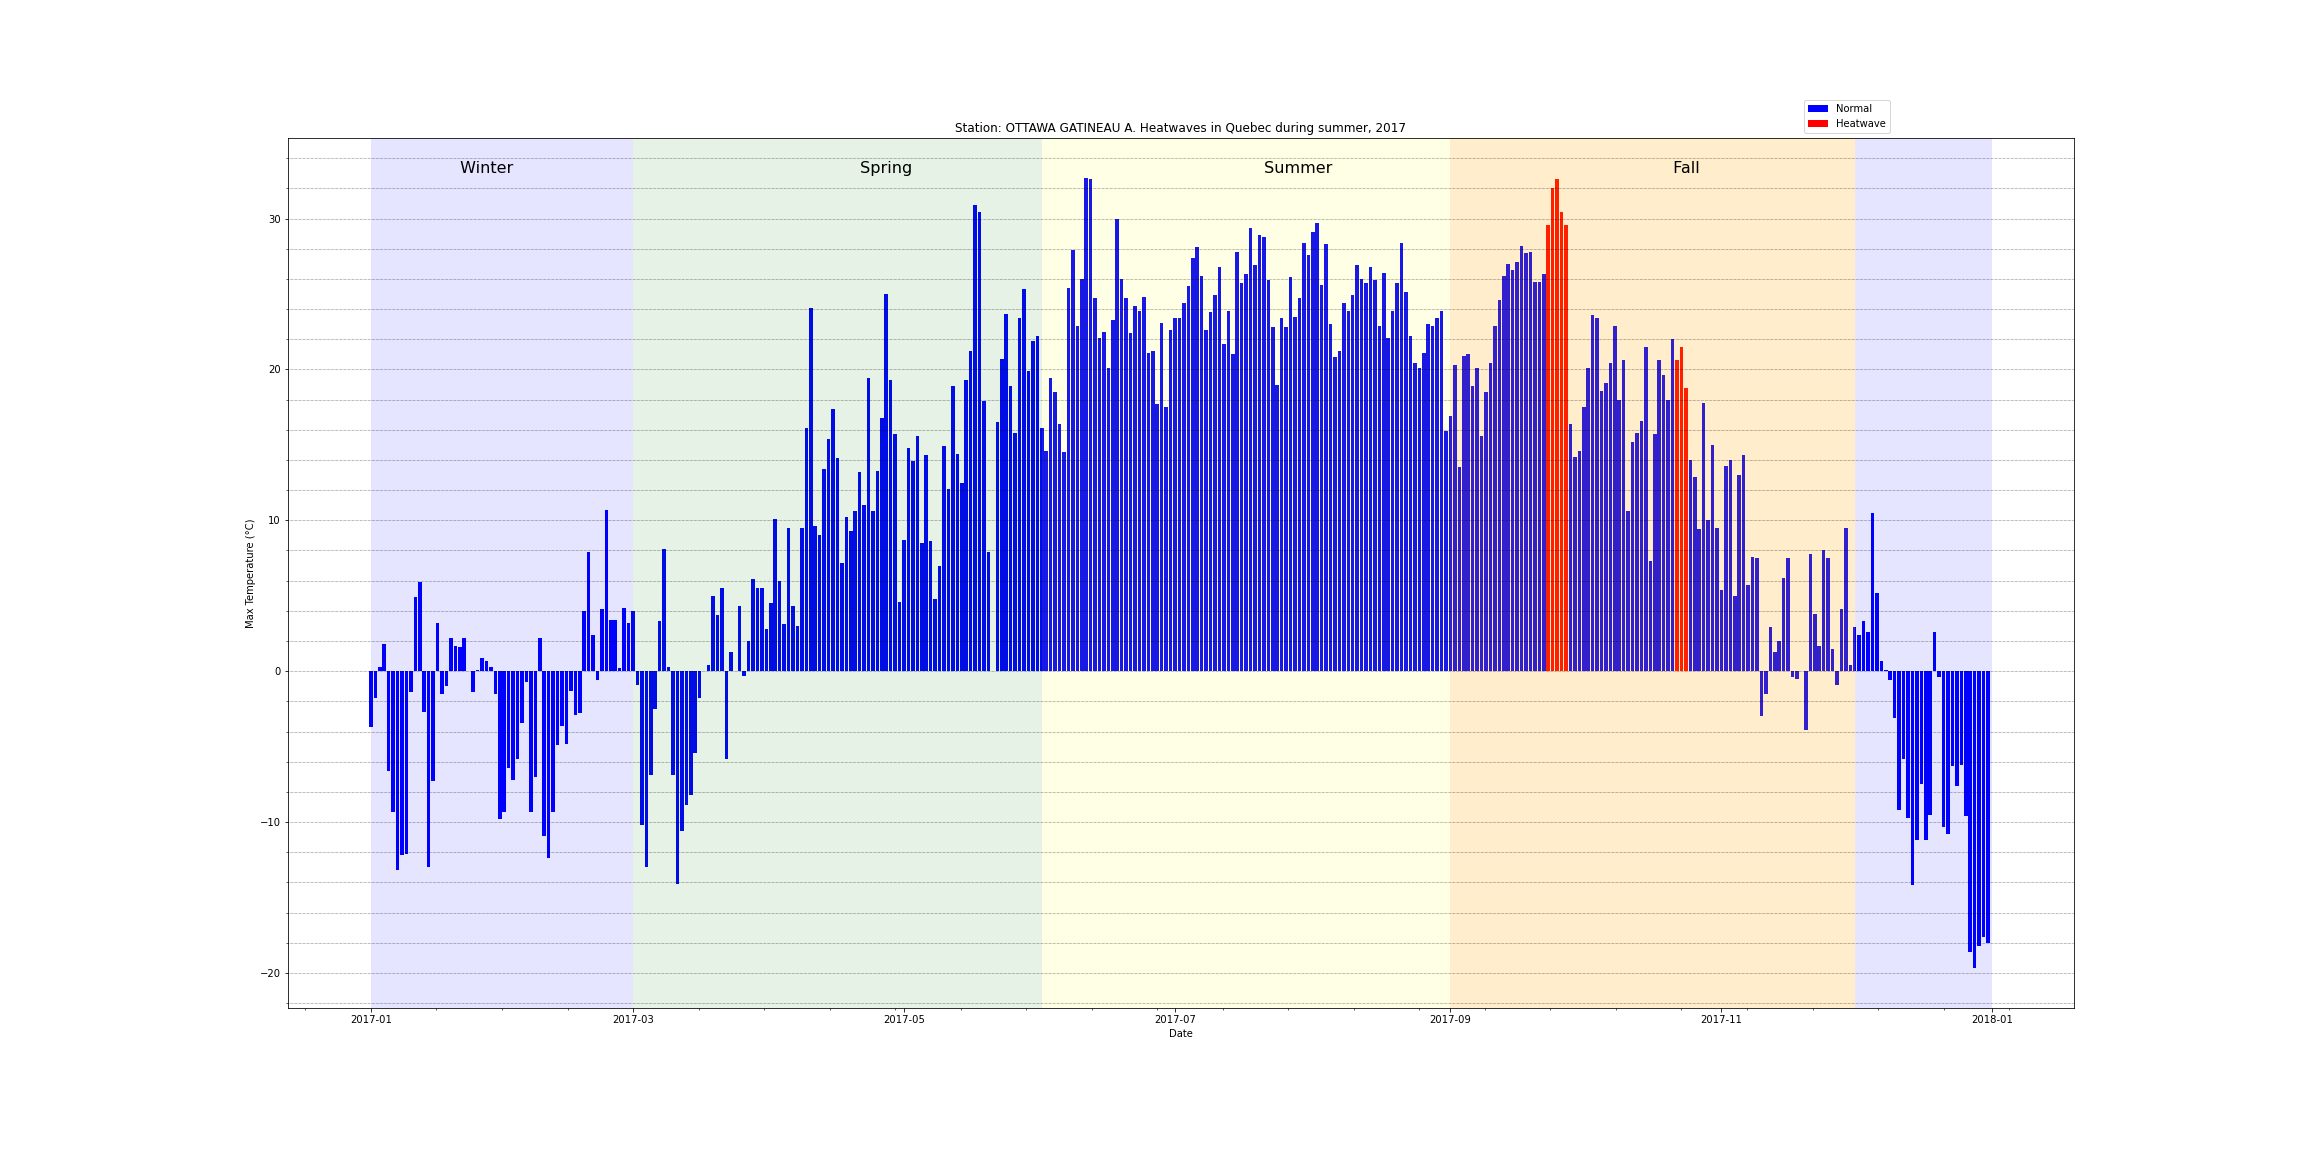 Normal
Heatwave
Station: OTTAWA GATINEAU A. Heatwaves in Quebec during summer, 2017
Winter Spring Summer Fall
30
20
10
0
−10
−20
Max Temperature (°C)
2017-01 2017-03 2017-05 2017-07 2017-09 2017-11 2018-01
Date